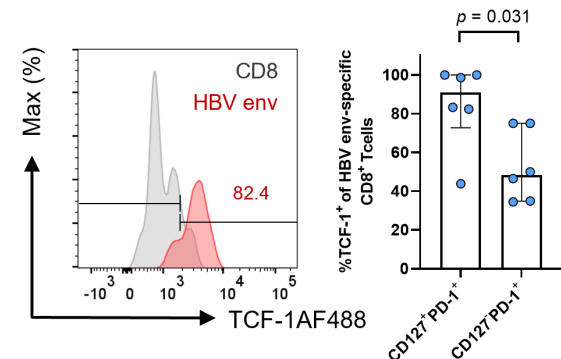 Max (%)
CD8
HBV env
82.4
-10³ 0 10³ 10⁴ 10⁵
TCF-1AF488
p = 0.031
%TCF-1⁺ of HBV env-specific
CD8⁺ Tcells
100
80
60
40
20
0
CD127⁺PD-1⁺
CD127⁻PD-1⁺